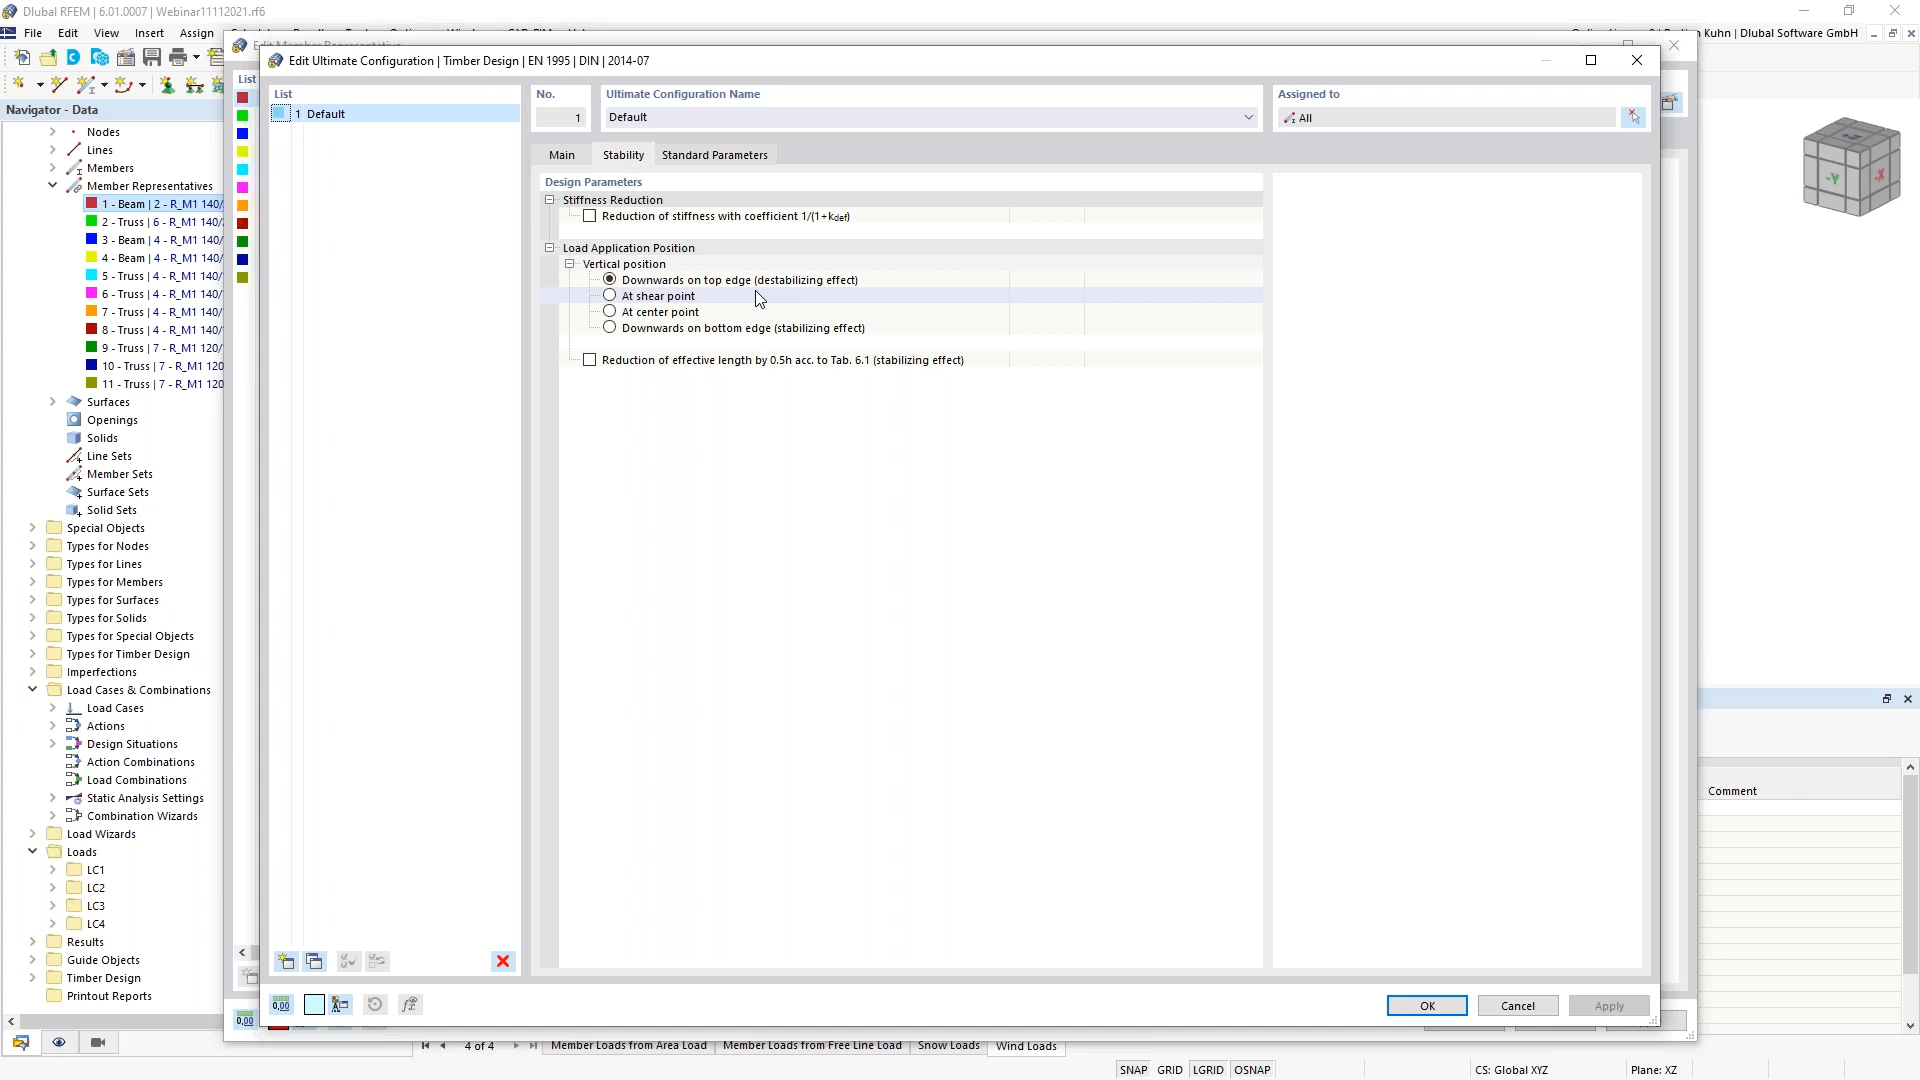 Dlubal RFEM | 6.01.0007 | Webinar11112021.rf6
File Edit View Insert Assign
Kuhn | Dlubal Software GmbH
Navigator - Data
Nodes
Lines
Members
Member Representatives
1 - Beam | 2 - R_M1 140/
2 - Truss | 6 - R_M1 140/
3 - Beam | 4 - R_M1 140/
4 - Beam | 4 - R_M1 140/
5 - Truss | 4 - R_M1 140/
6 - Truss | 4 - R_M1 140/
7 - Truss | 4 - R_M1 140/
8 - Truss | 4 - R_M1 140/
9 - Truss | 7 - R_M1 120/
10 - Truss | 7 - R_M1 120
11 - Truss | 7 - R_M1 120
Surfaces
Openings
Solids
Line Sets
Member Sets
Surface Sets
Solid Sets
Special Objects
Types for Nodes
Types for Lines
Types for Members
Types for Surfaces
Types for Solids
Types for Special Objects
Types for Timber Design
Imperfections
Load Cases & Combinations
Load Cases
Actions
Design Situations
Action Combinations
Load Combinations
Static Analysis Settings
Combination Wizards
Load Wizards
Loads
LC1
LC2
LC3
LC4
Results
Guide Objects
Timber Design
Printout Reports
List
Edit Ultimate Configuration | Timber Design | EN 1995 | DIN | 2014-07
List
1 Default
No.
1
Ultimate Configuration Name
Default
Assigned to
All
Main Stability Standard Parameters
Design Parameters
Stiffness Reduction
Reduction of stiffness with coefficient 1/(1+kdef)
Load Application Position
Vertical position
Downwards on top edge (destabilizing effect)
At shear point
At center point
Downwards on bottom edge (stabilizing effect)
Reduction of effective length by 0.5h acc. to Tab. 6.1 (stabilizing effect)
OK Cancel Apply
-Z
-Y
-X
Comment
4 of 4 Member Loads from Area Load Member Loads from Free Line Load Snow Loads Wind Loads
SNAP GRID LGRID OSNAP CS: Global XYZ Plane: XZ